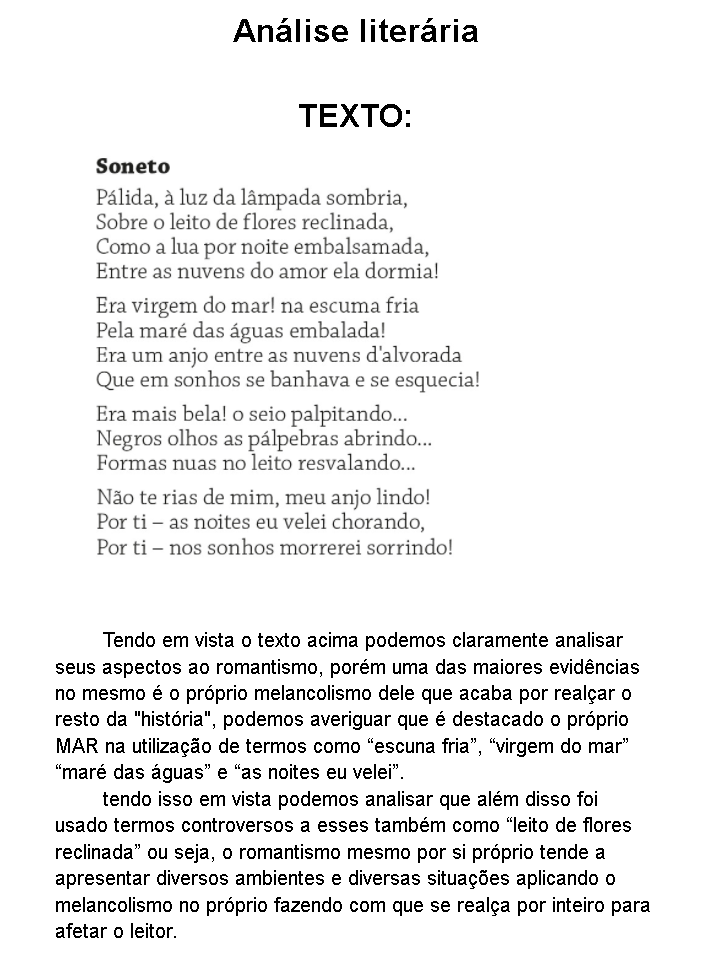 Análise literária
TEXTO:
Soneto
Pálida, à luz da lâmpada sombria,
Sobre o leito de flores reclinada,
Como a lua por noite embalsamada,
Entre as nuvens do amor ela dormia!
Era virgem do mar! na escuma fria
Pela maré das águas embalada!
Era um anjo entre as nuvens d'alvorada
Que em sonhos se banhava e se esquecia!
Era mais bela! o seio palpitando...
Negros olhos as pálpebras abrindo...
Formas nuas no leito resvalando...
Não te rias de mim, meu anjo lindo!
Por ti – as noites eu velei chorando,
Por ti – nos sonhos morrerei sorrindo!
Tendo em vista o texto acima podemos claramente analisar
seus aspectos ao romantismo, porém uma das maiores evidências
no mesmo é o próprio melancolismo dele que acaba por realçar o
resto da "história", podemos averiguar que é destacado o próprio
MAR na utilização de termos como “escuna fria”, “virgem do mar”
“maré das águas” e “as noites eu velei”.
tendo isso em vista podemos analisar que além disso foi
usado termos controversos a esses também como “leito de flores
reclinada” ou seja, o romantismo mesmo por si próprio tende a
apresentar diversos ambientes e diversas situações aplicando o
melancolismo no próprio fazendo com que se realça por inteiro para
afetar o leitor.